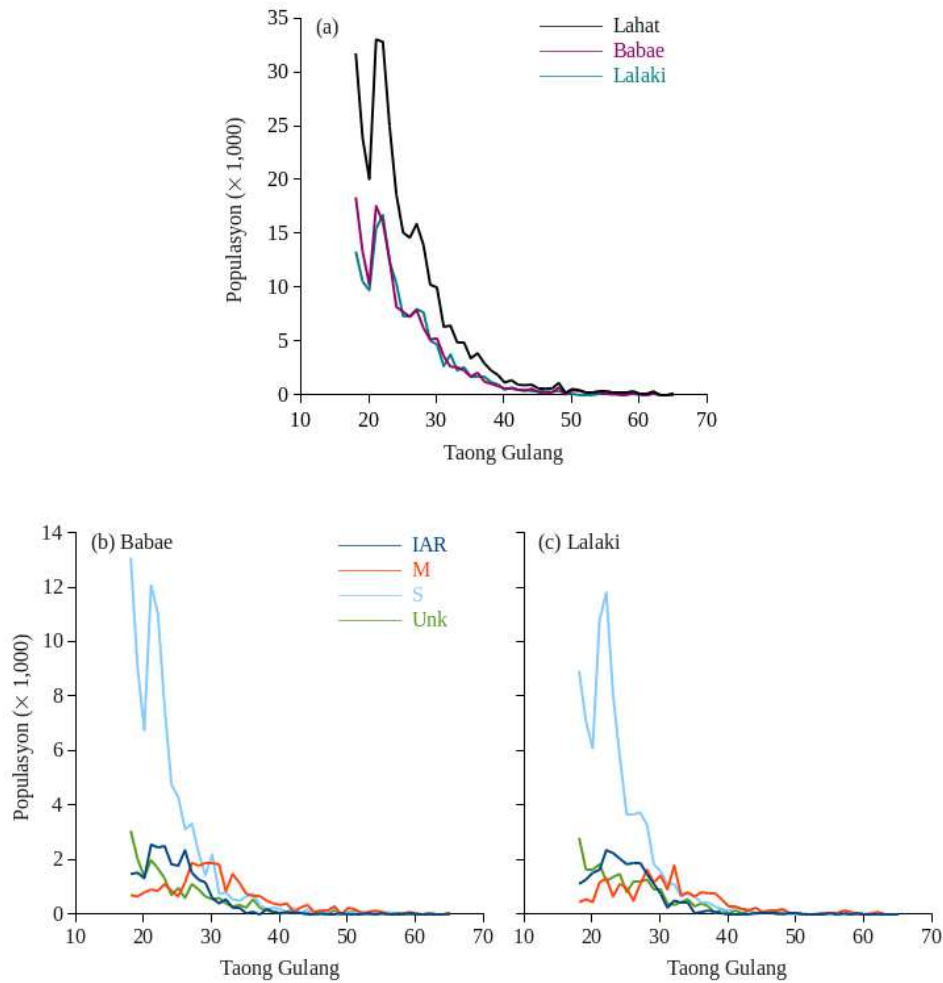 (a)
Lahat
Babae
Lalaki
Populasyon (× 1,000)
35
30
25
20
15
10
5
0
10 20 30 40 50 60 70
Taong Gulang
(b) Babae
IAR
M
S
Unk
Populasyon (× 1,000)
14
12
10
8
6
4
2
0
10 20 30 40 50 60 70
Taong Gulang
(c) Lalaki
10 20 30 40 50 60 70
Taong Gulang